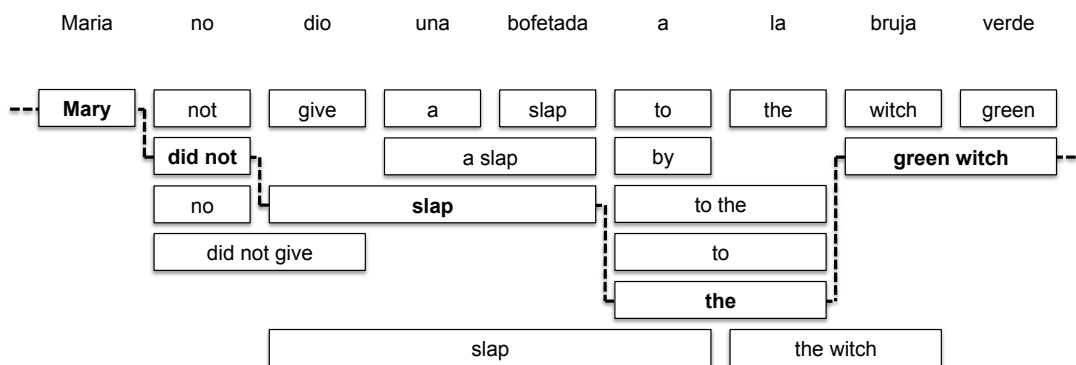 Maria no dio una bofetada a la bruja verde
Mary not give a slap to the witch green
did not a slap by green witch
no slap to the
did not give to
the
slap the witch